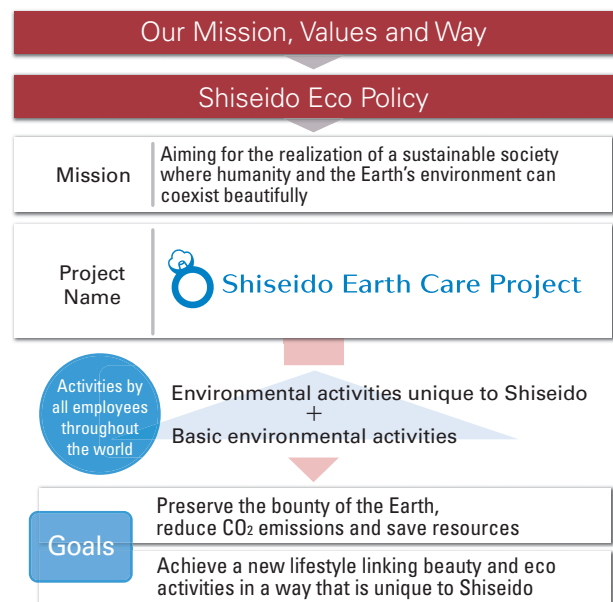 Our Mission, Values and Way
Shiseido Eco Policy
Mission
Aiming for the realization of a sustainable society
where humanity and the Earth's environment can
coexist beautifully
Project
Name
Shiseido Earth Care Project
Activities by
all employees
throughout
the world
Environmental activities unique to Shiseido
+
Basic environmental activities
Goals
Preserve the bounty of the Earth,
reduce CO₂ emissions and save resources
Achieve a new lifestyle linking beauty and eco
activities in a way that is unique to Shiseido